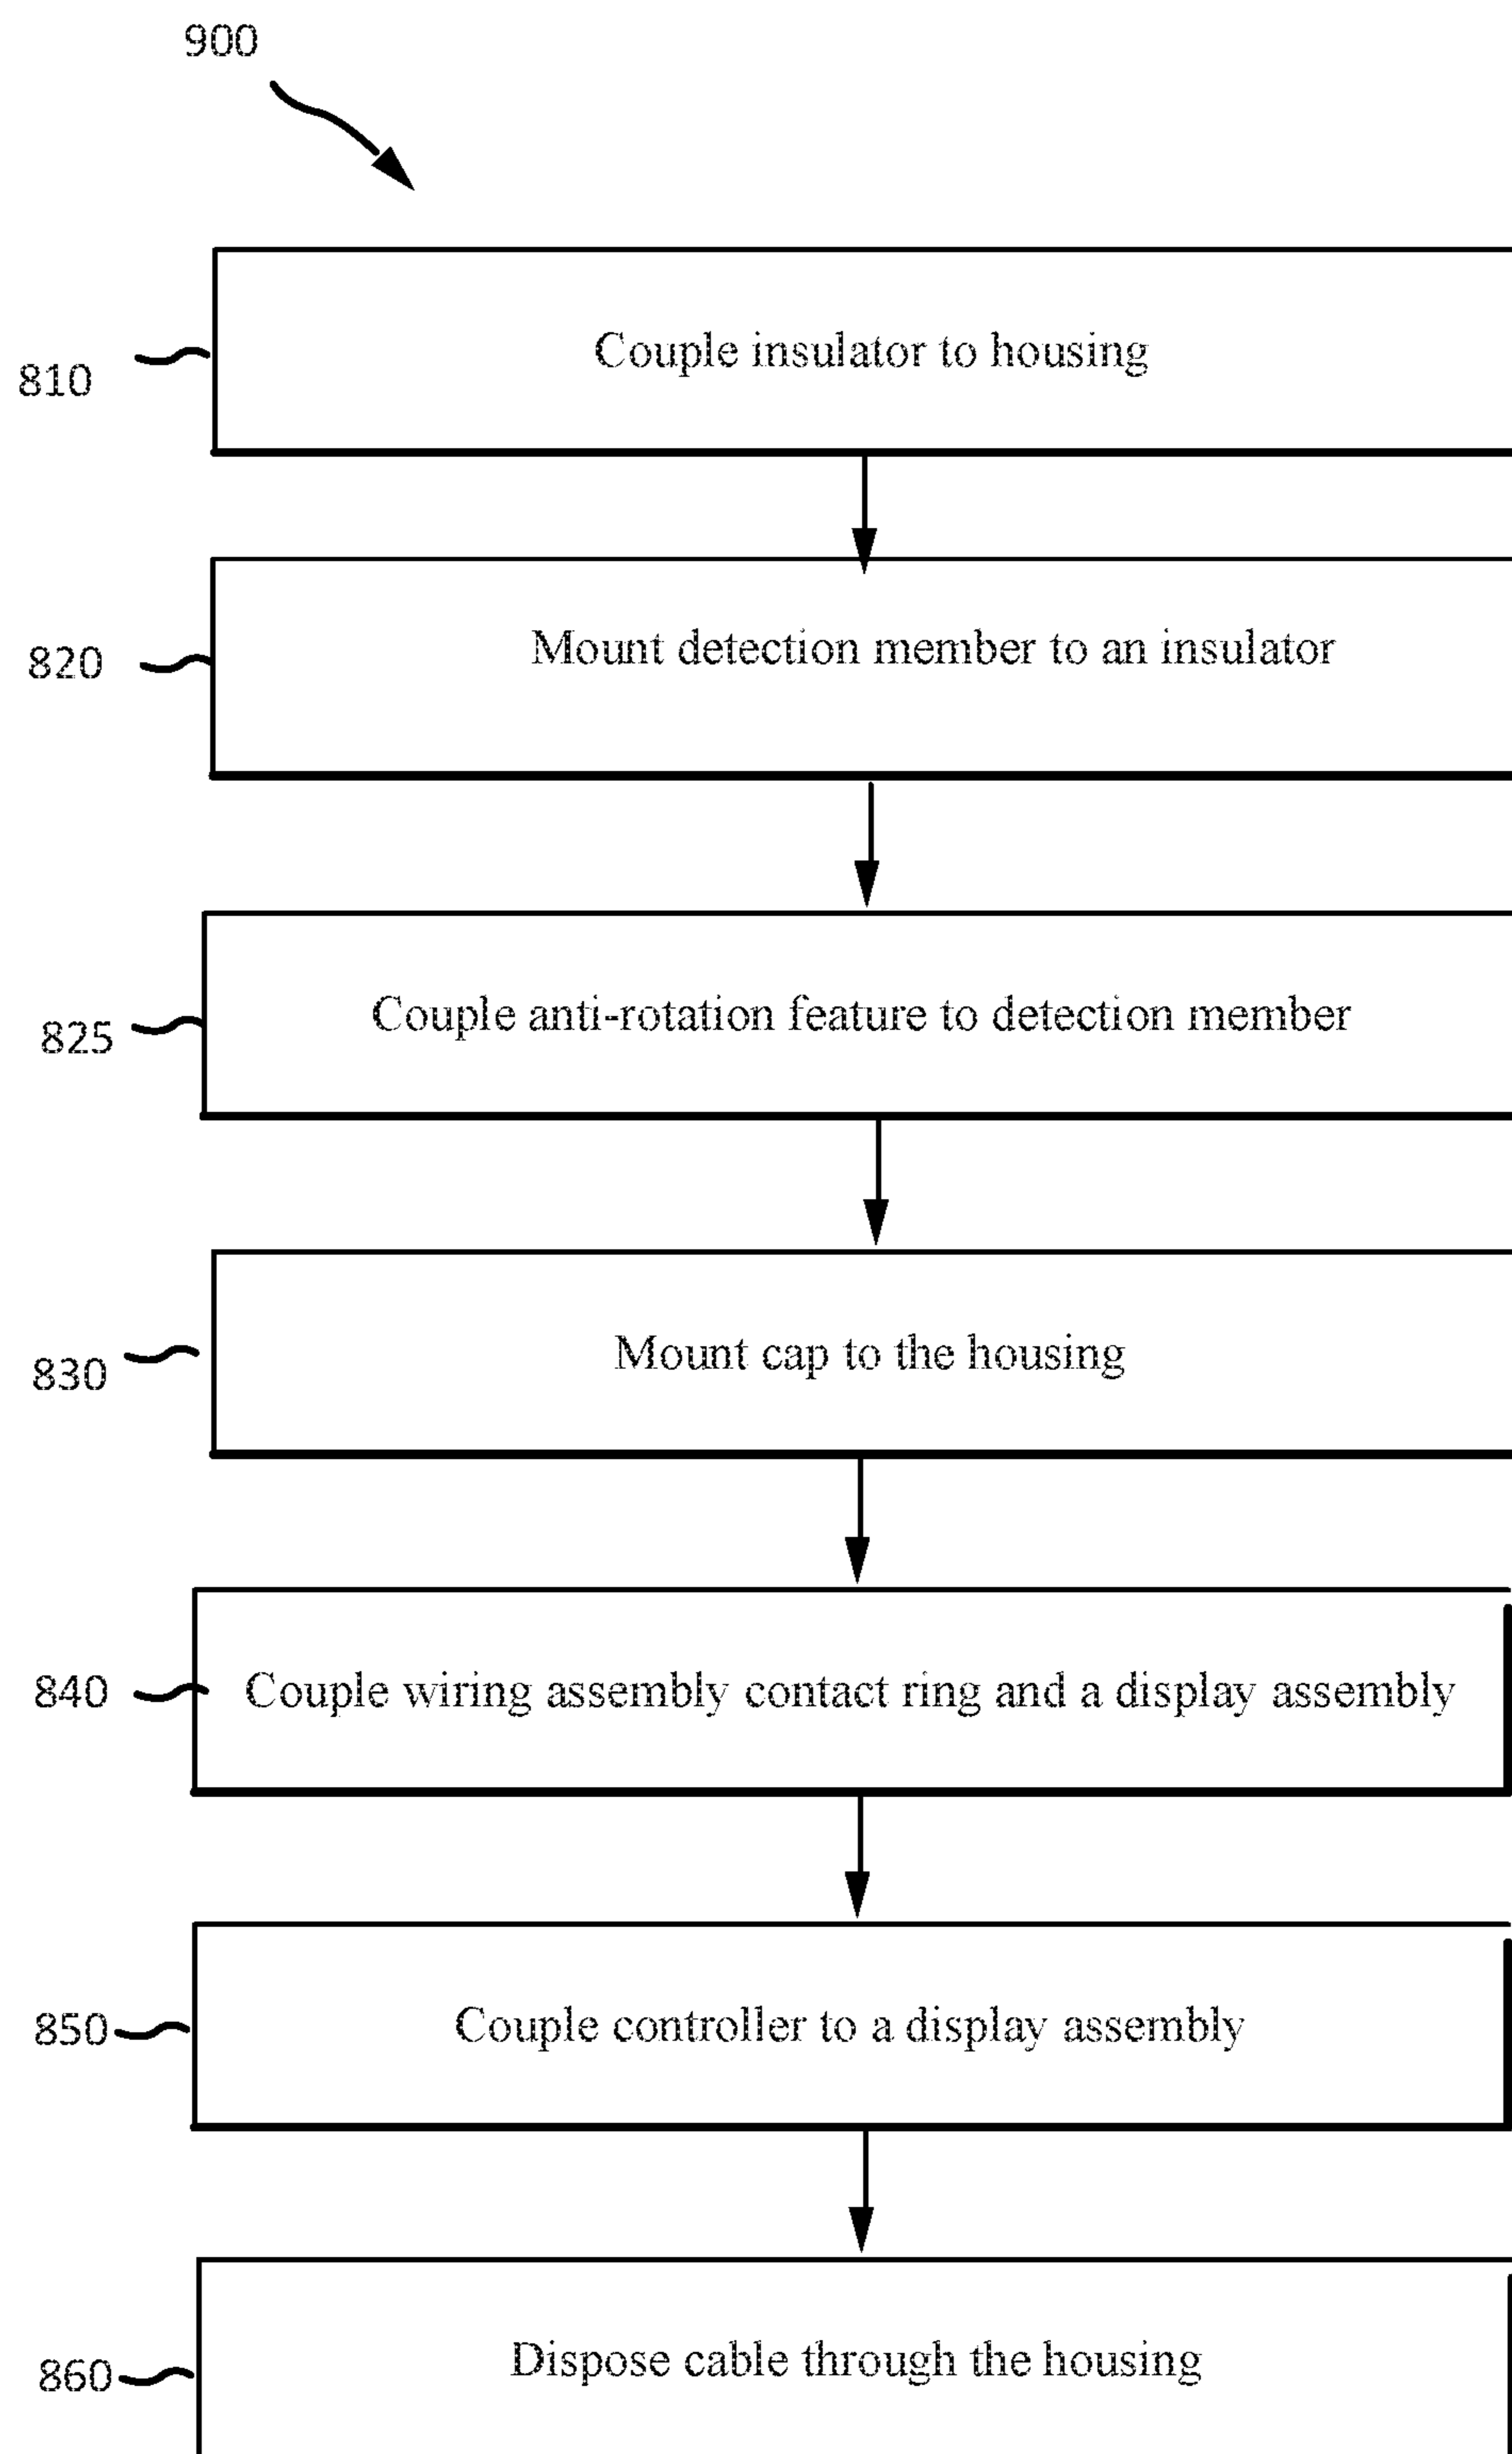 900
810
Couple insulator to housing
820
Mount detection member to an insulator
825
Couple anti-rotation feature to detection member
830
Mount cap to the housing
840
Couple wiring assembly contact ring and a display assembly
850
Couple controller to a display assembly
860
Dispose cable through the housing